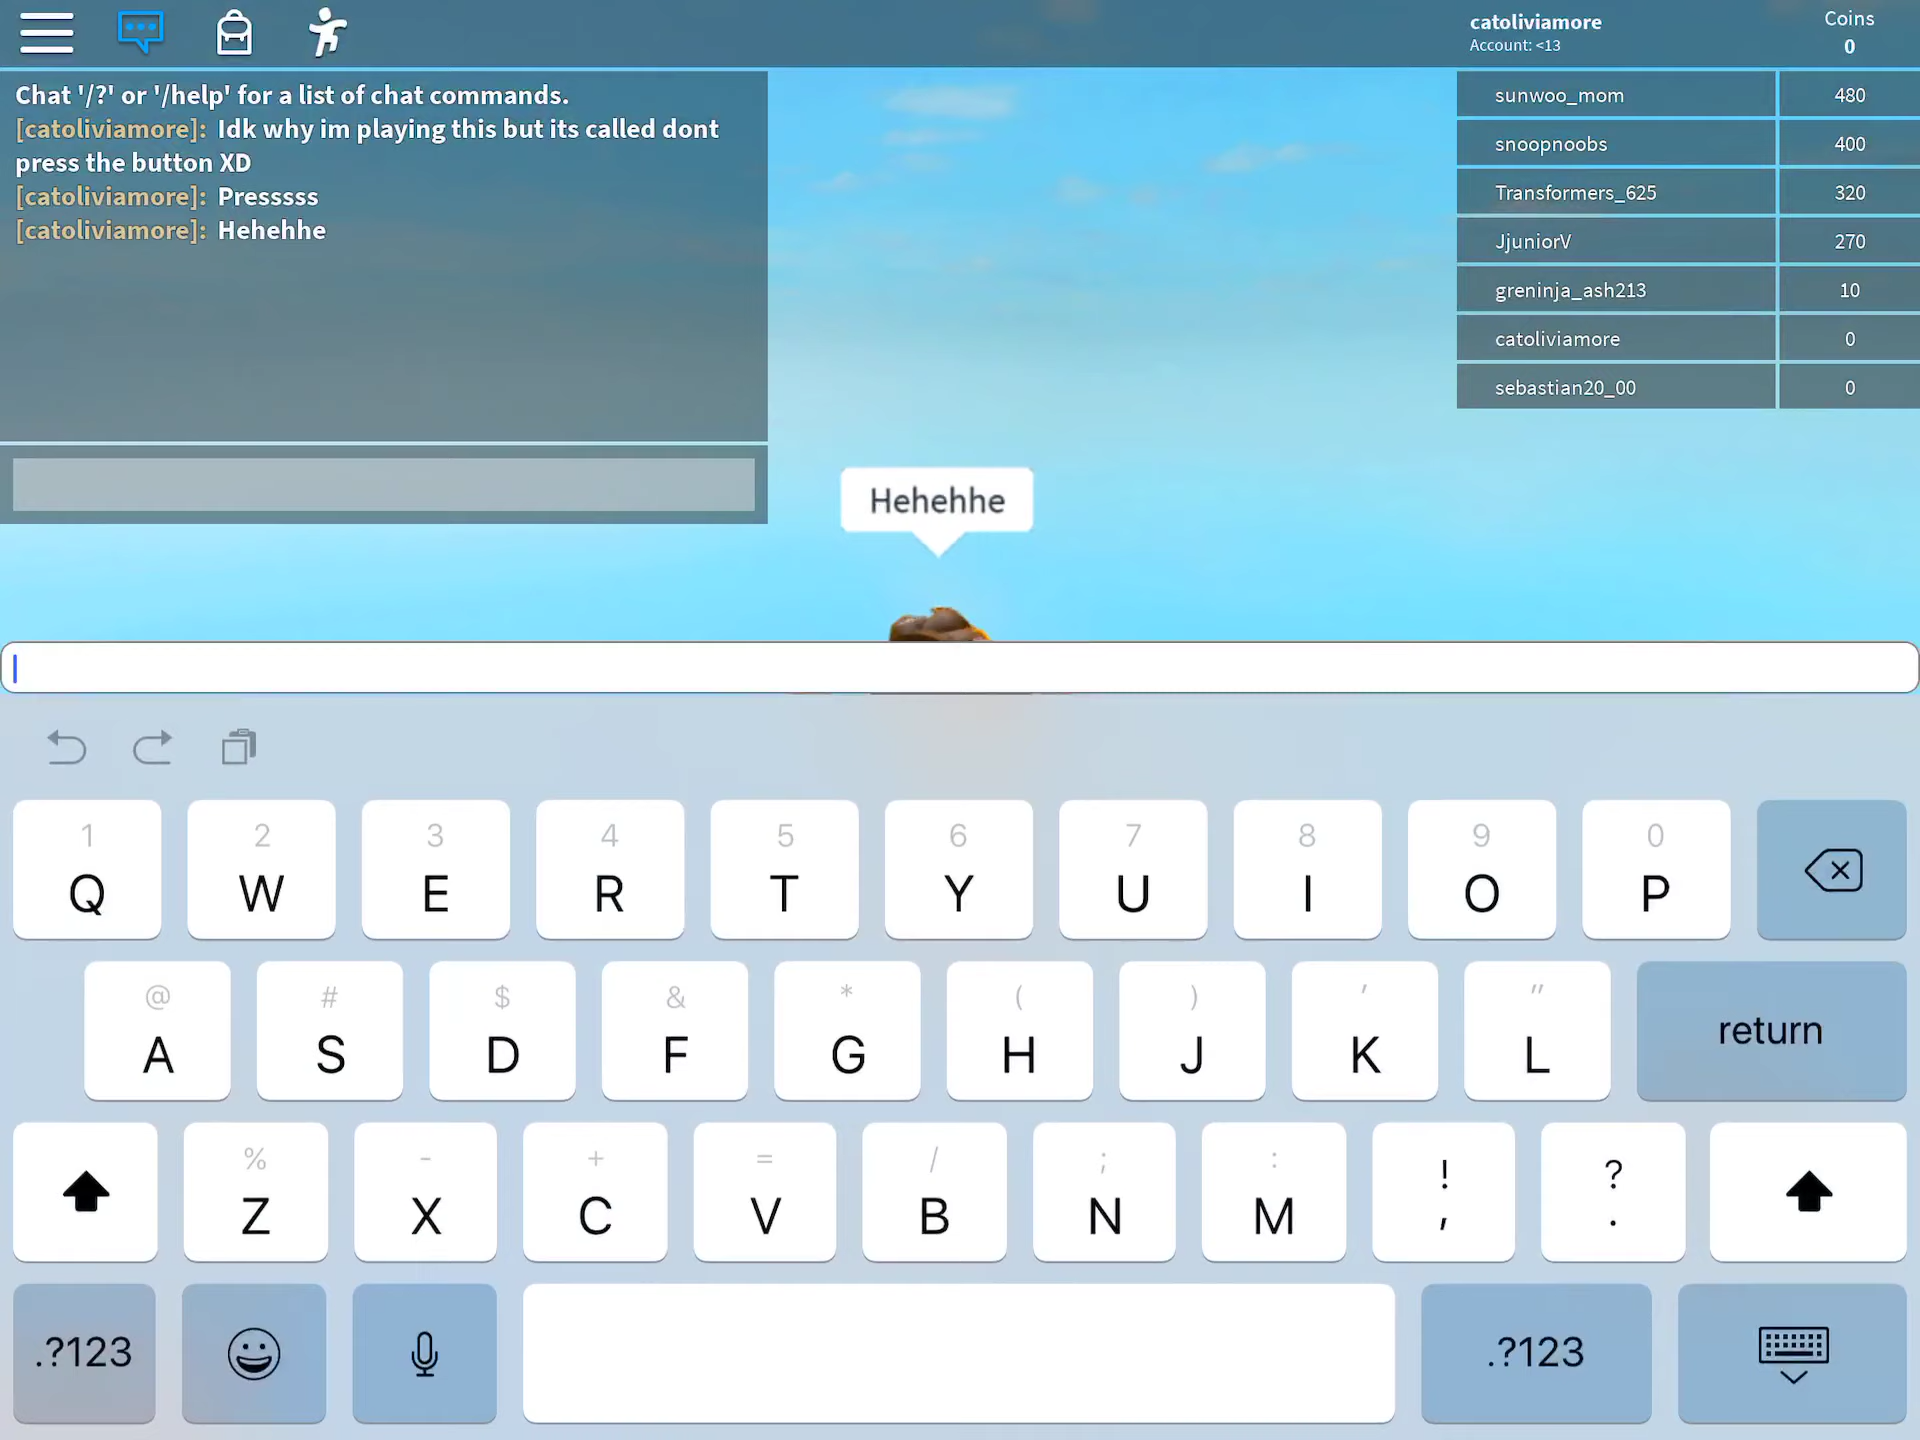 catoliviamore
Account: <13
Coins
0
Chat '/?' or '/help' for a list of chat commands.
[catoliviamore]: Idk why im playing this but its called dont
press the button XD
[catoliviamore]: Presssss
[catoliviamore]: Hehehhe
sunwoo_mom 480
snoopnoobs 400
Transformers_625 320
JjuniorV 270
greninja_ash213 10
catoliviamore 0
sebastian20_00 0
Hehehhe
1 2 3 4 5 6 7 8 9 0
Q W E R T Y U I O P
@ # $ & * ( ) ' "
A S D F G H J K L return
% - + = / ; : ! ?
Z X C V B N M , .
.?123 .?123